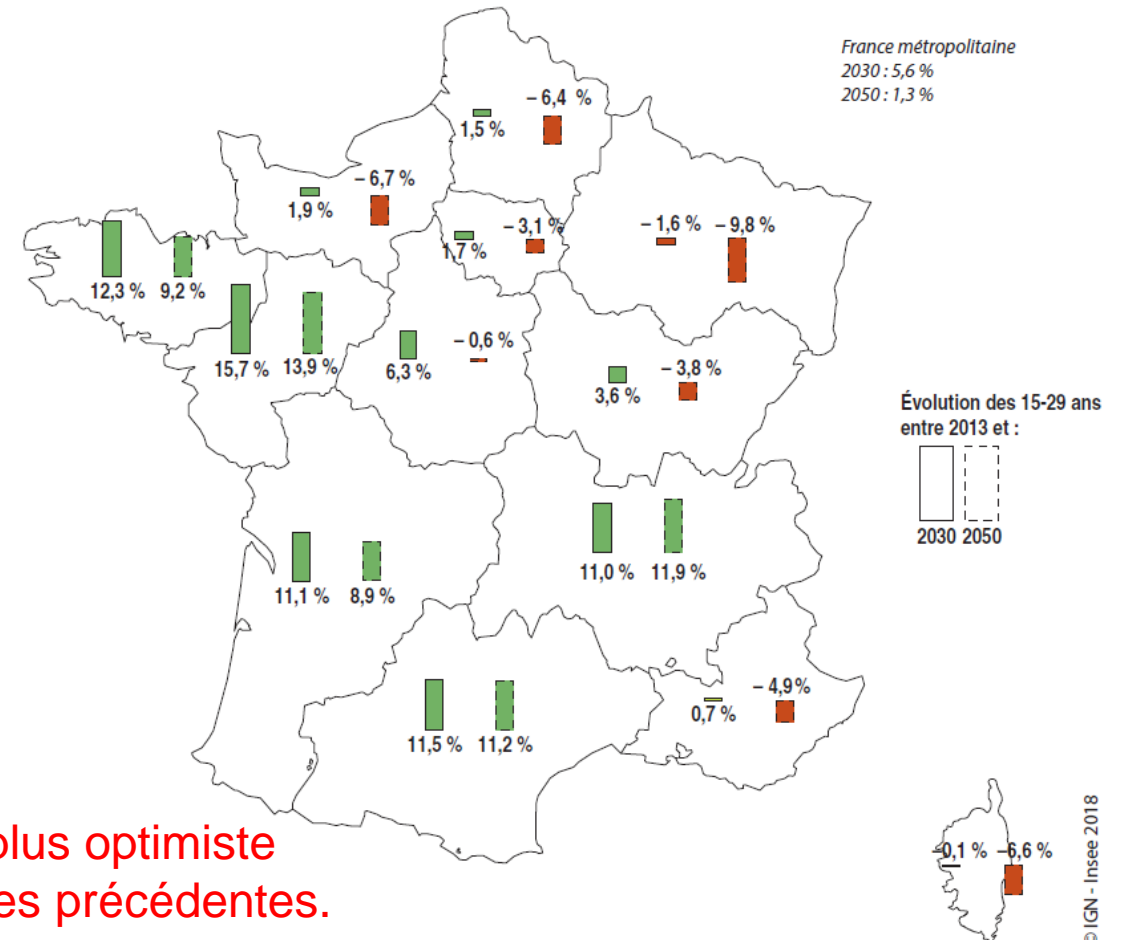 France métropolitaine
2030 : 5,6 %
2050 : 1,3 %
– 6,4 %
1,5 %
– 6,7 %
1,9 %
– 3,1 %
1,7 %
– 1,6 % – 9,8 %
12,3 % 9,2 %
15,7 % 13,9 %
– 0,6 %
6,3 %
– 3,8 %
3,6 %
Évolution des 15-29 ans
entre 2013 et :
2030 2050
11,1 % 8,9 %
11,0 % 11,9 %
– 4,9 %
0,7 %
11,5 % 11,2 %
–0,1 % –6,6 %
© IGN - Insee 2018
plus optimiste
es précédentes.